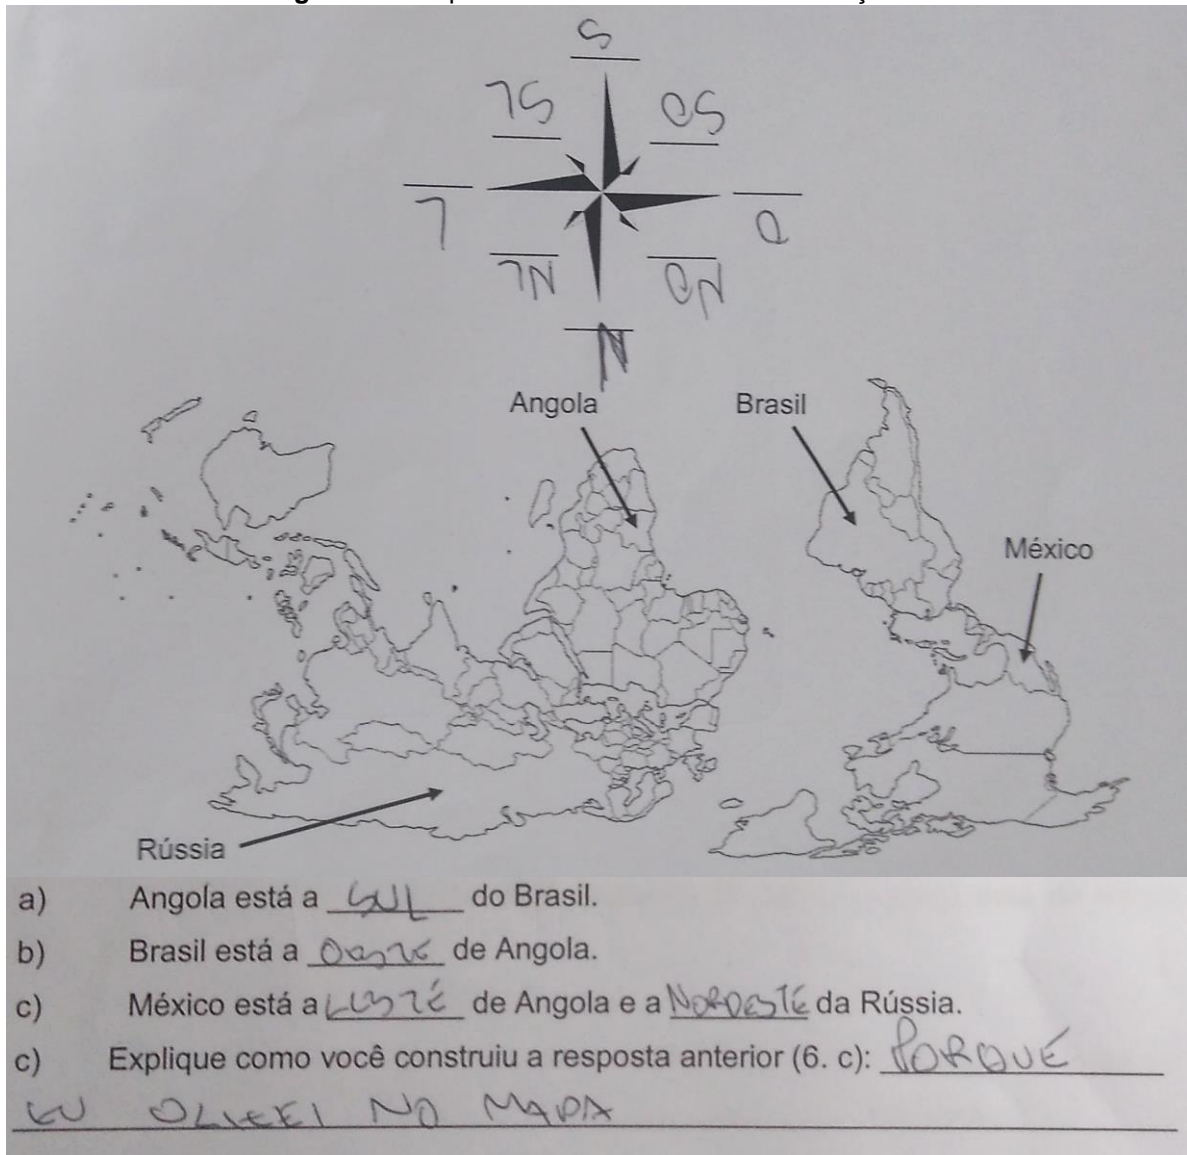 S
SL SO
L O
NL NO
N
Angola Brasil
México
Rússia
a) Angola está a SUL do Brasil.
b) Brasil está a OESTE de Angola.
c) México está a LESTÉ de Angola e a NORDESTÉ da Rússia.
c) Explique como você construiu a resposta anterior (6. c): PORQUÉ
EU OLHEI NO MAPA